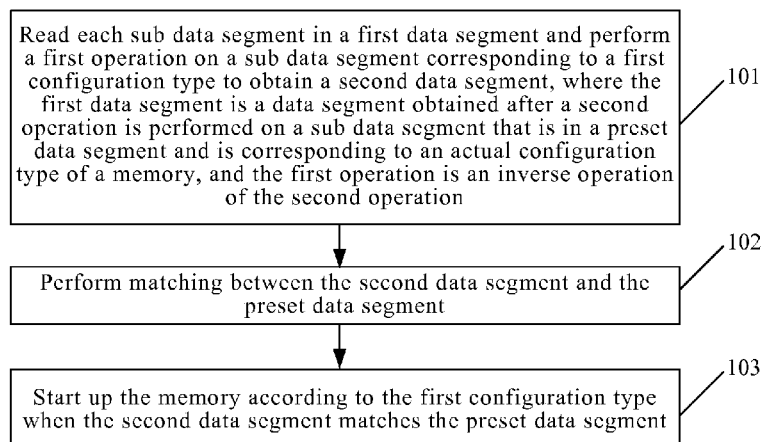 Read each sub data segment in a first data segment and perform
a first operation on a sub data segment corresponding to a first
configuration type to obtain a second data segment, where the
first data segment is a data segment obtained after a second
operation is performed on a sub data segment that is in a preset
data segment and is corresponding to an actual configuration
type of a memory, and the first operation is an inverse operation
of the second operation
101
Perform matching between the second data segment and the
preset data segment
102
Start up the memory according to the first configuration type
when the second data segment matches the preset data segment
103